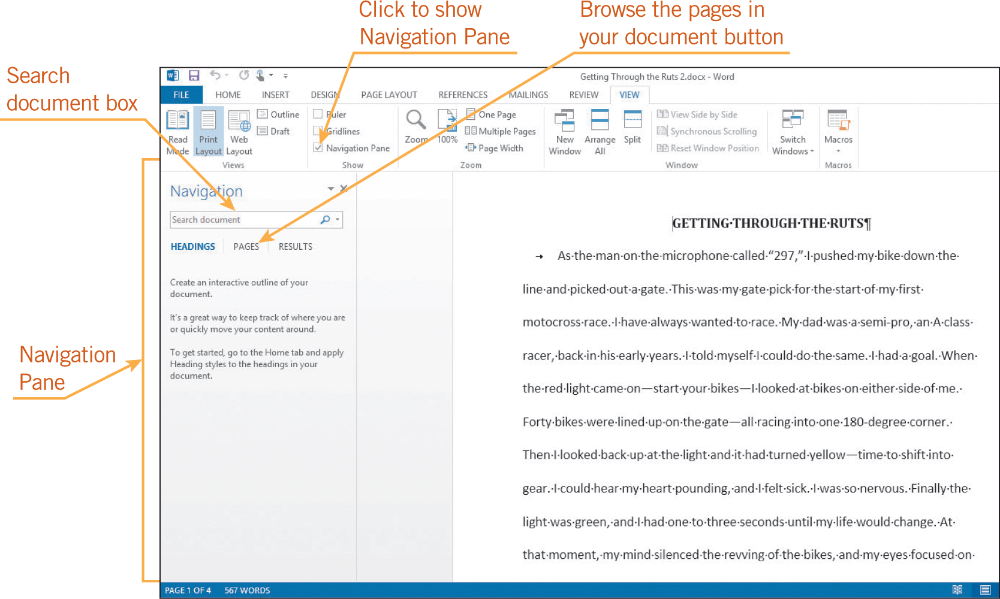 Click to show
Navigation Pane
Browse the pages in
your document button
Search
document box
Getting Through the Ruts 2.docx - Word
FILE HOME INSERT DESIGN PAGE LAYOUT REFERENCES MAILINGS REVIEW VIEW
Read
Mode
Print
Layout
Web
Layout
Outline
Draft
Views
Ruler
Gridlines
Navigation Pane
Show
Zoom
100%
One Page
Multiple Pages
Page Width
Zoom
New
Window
Arrange
All
Split
View Side by Side
Synchronous Scrolling
Reset Window Position
Window
Switch
Windows
Macros
Macros
Navigation
Search document
HEADINGS PAGES RESULTS
Create an interactive outline of your
document.
It's a great way to keep track of where you are
or quickly move your content around.
To get started, go to the Home tab and apply
Heading styles to the headings in your
document.
Navigation
Pane
GETTING·THROUGH·THE·RUTS¶
→ As·the·man·on·the·microphone·called·“297,”·I·pushed·my·bike·down·the·
line·and·picked·out·a·gate.·This·was·my·gate·pick·for·the·start·of·my·first·
motocross·race.·I·have·always·wanted·to·race.·My·dad·was·a·semi-pro,·an·A·class·
racer,·back·in·his·early·years.·I·told·myself·I·could·do·the·same.·I·had·a·goal.·When·
the·red·light·came·on—start·your·bikes—I·looked·at·bikes·on·either·side·of·me.·
Forty·bikes·were·lined·up·on·the·gate—all·racing·into·one·180-degree·corner.·
Then·I·looked·back·up·at·the·light·and·it·had·turned·yellow—time·to·shift·into·
gear.·I·could·hear·my·heart·pounding,·and·I·felt·sick.·I·was·so·nervous.·Finally·the·
light·was·green,·and·I·had·one·to·three·seconds·until·my·life·would·change.·At·
that·moment,·my·mind·silenced·the·revving·of·the·bikes,·and·my·eyes·focused·on·
PAGE 1 OF 4 567 WORDS